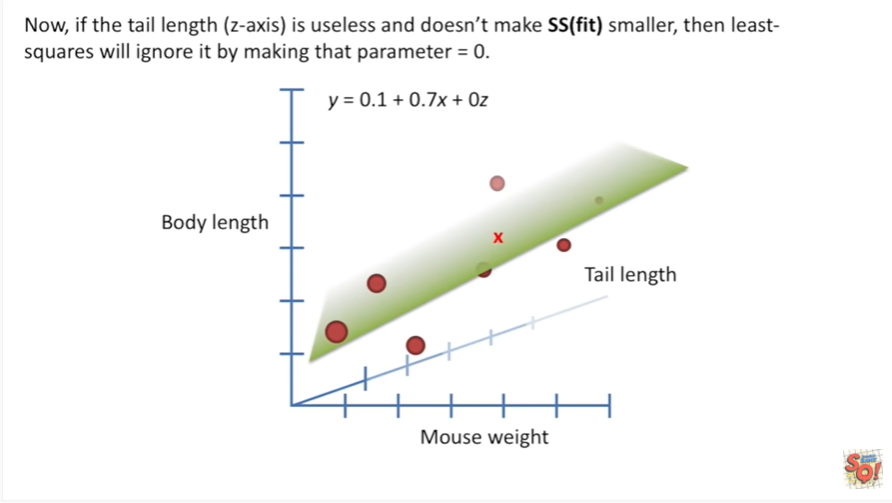 Now, if the tail length (z-axis) is useless and doesn’t make SS(fit) smaller, then least-
squares will ignore it by making that parameter = 0.
y = 0.1 + 0.7x + 0z
Body length
x
Tail length
Mouse weight
SQ!